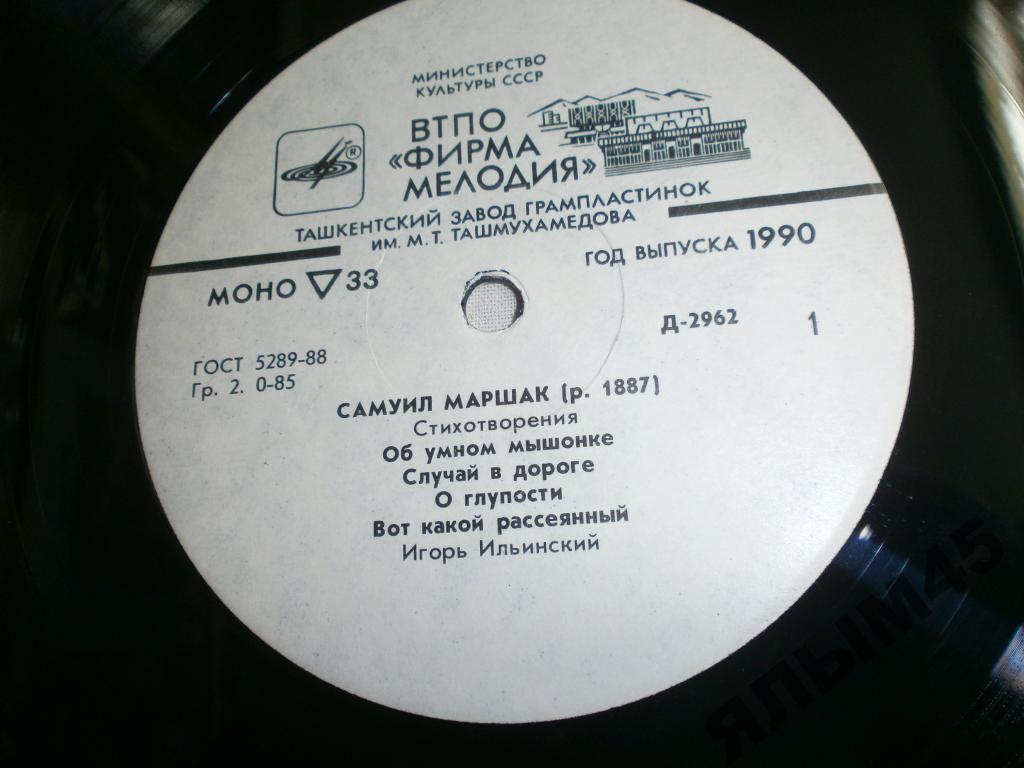 МИНИСТЕРСТВО
КУЛЬТУРЫ СССР
ВТПО
«ФИРМА
МЕЛОДИЯ»
®
ТАШКЕНТСКИЙ ЗАВОД ГРАМПЛАСТИНОК
ИМ. М. Т. ТАШМУХАМЕДОВА
МОНО ▽ 33
ГОД ВЫПУСКА 1990
Д-2962 1
ГОСТ 5289-88
Гр. 2. 0-85
САМУИЛ МАРШАК (р. 1887)
Стихотворения
Об умном мышонке
Случай в дороге
О глупости
Вот какой рассеянный
Игорь Ильинский
ЯЛЫМ45